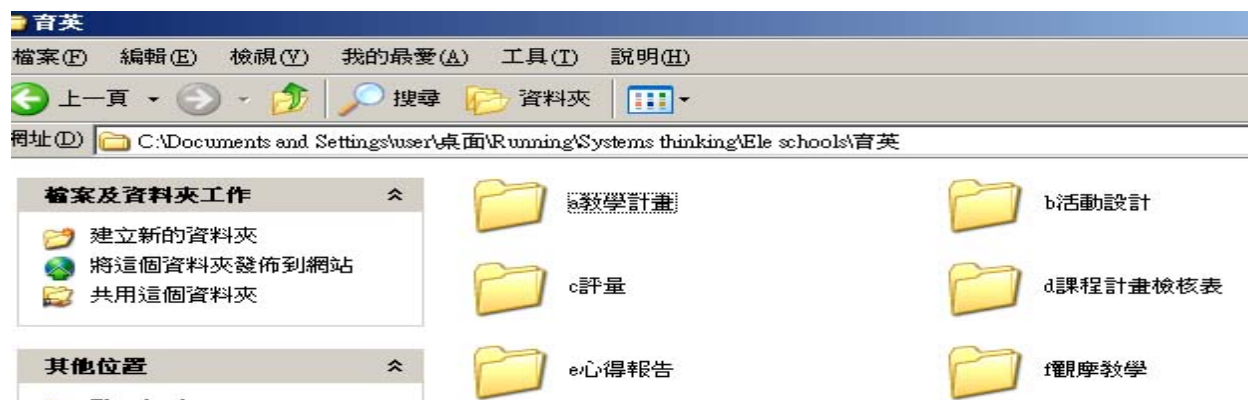 育英
檔案(F) 編輯(E) 檢視(V) 我的最愛(A) 工具(T) 說明(H)
上一頁 搜尋 資料夾
網址(D) C:\Documents and Settings\user\桌面\Running\Systems thinking\Ele schools\育英
檔案及資料夾工作
建立新的資料夾
將這個資料夾發佈到網站
共用這個資料夾
其他位置
a教學計畫 b活動設計
c評量 d課程計畫檢核表
e心得報告 f觀摩教學